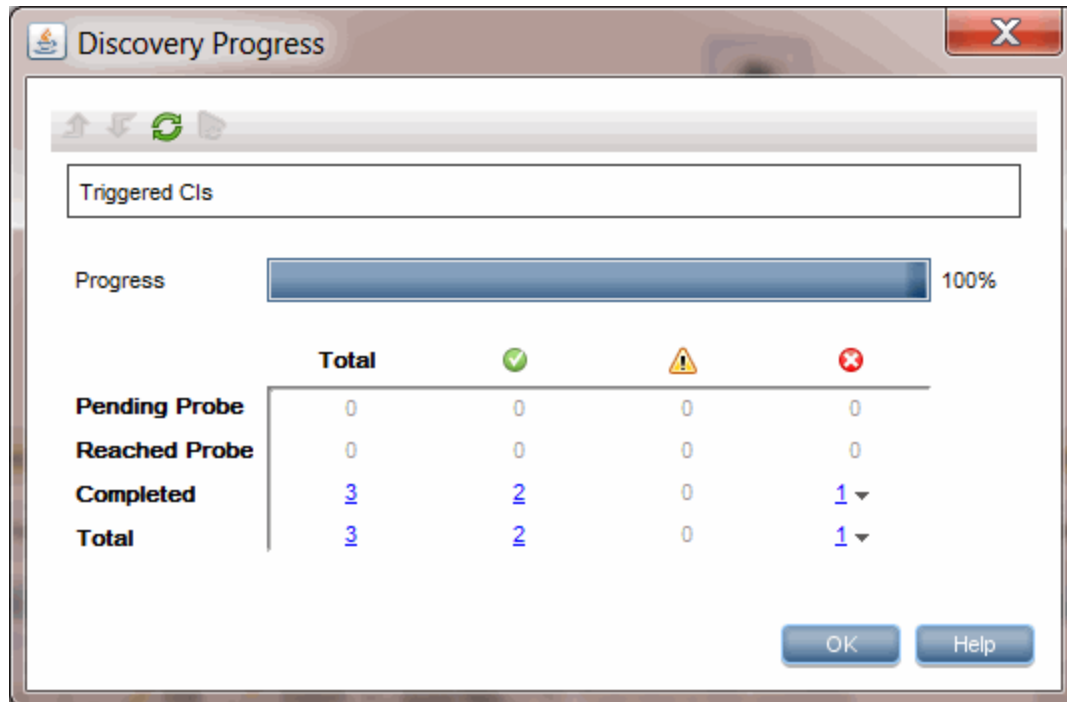 Discovery Progress
Triggered CIs
Progress 100%
Total
Pending Probe 0 0 0 0
Reached Probe 0 0 0 0
Completed 3 2 0 1
Total 3 2 0 1
OK Help